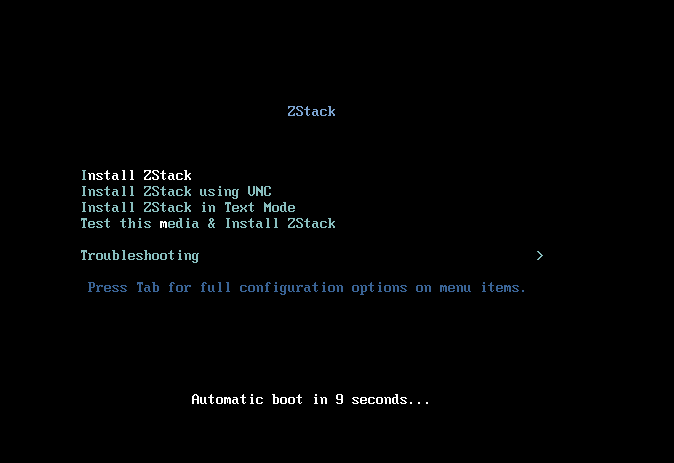 ZStack
Install ZStack
Install ZStack using VNC
Install ZStack in Text Mode
Test this media & Install ZStack
Troubleshooting >
Press Tab for full configuration options on menu items.
Automatic boot in 9 seconds...